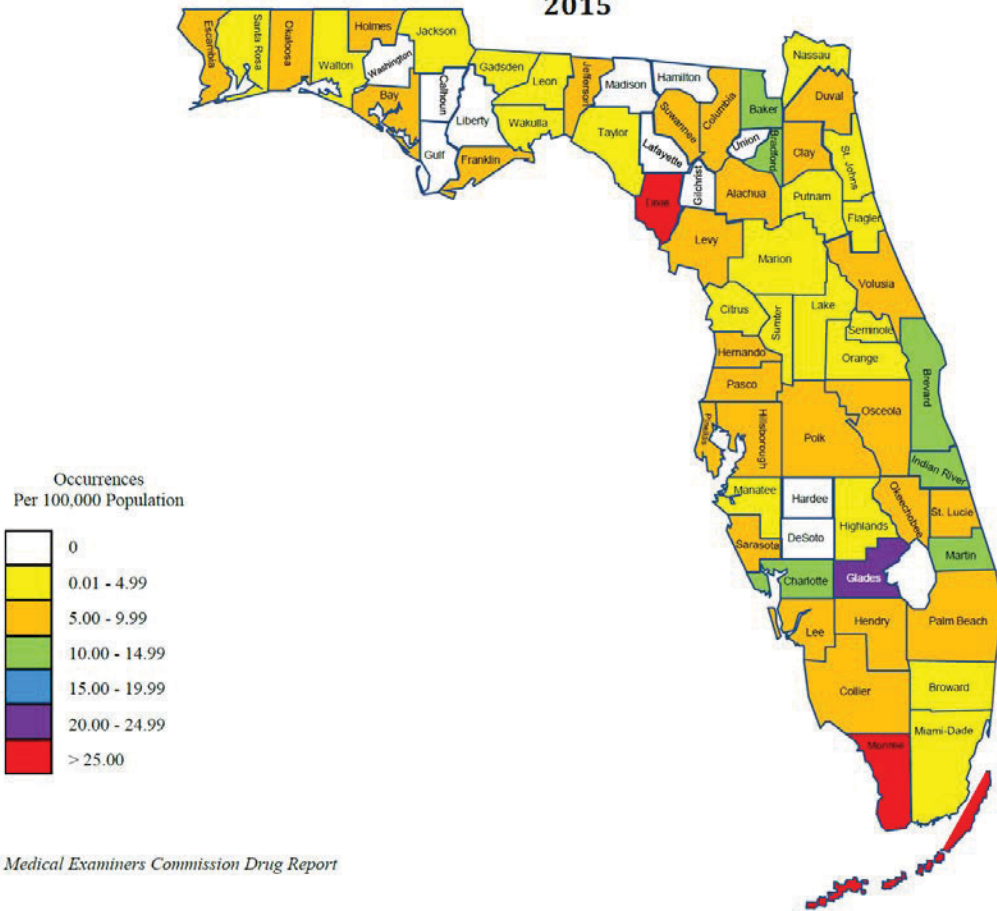 2015
Escambia
Santa Rosa
Okaloosa
Walton
Holmes
Washington
Jackson
Bay
Calhoun
Gulf
Liberty
Gadsden
Leon
Wakulla
Franklin
Jefferson
Madison
Taylor
Hamilton
Suwannee
Lafayette
Dixie
Columbia
Gilchrist
Baker
Union
Bradford
Alachua
Levy
Nassau
Duval
Clay
St. Johns
Putnam
Flagler
Marion
Volusia
Citrus
Sumter
Lake
Seminole
Orange
Hernando
Pasco
Brevard
Osceola
Pinellas
Hillsborough
Polk
Indian River
Manatee
Hardee
Highlands
Okeechobee
St. Lucie
Sarasota
DeSoto
Martin
Charlotte
Glades
Lee
Hendry
Palm Beach
Collier
Broward
Monroe
Miami-Dade
Occurrences
Per 100,000 Population
0
0.01 - 4.99
5.00 - 9.99
10.00 - 14.99
15.00 - 19.99
20.00 - 24.99
> 25.00
Medical Examiners Commission Drug Report